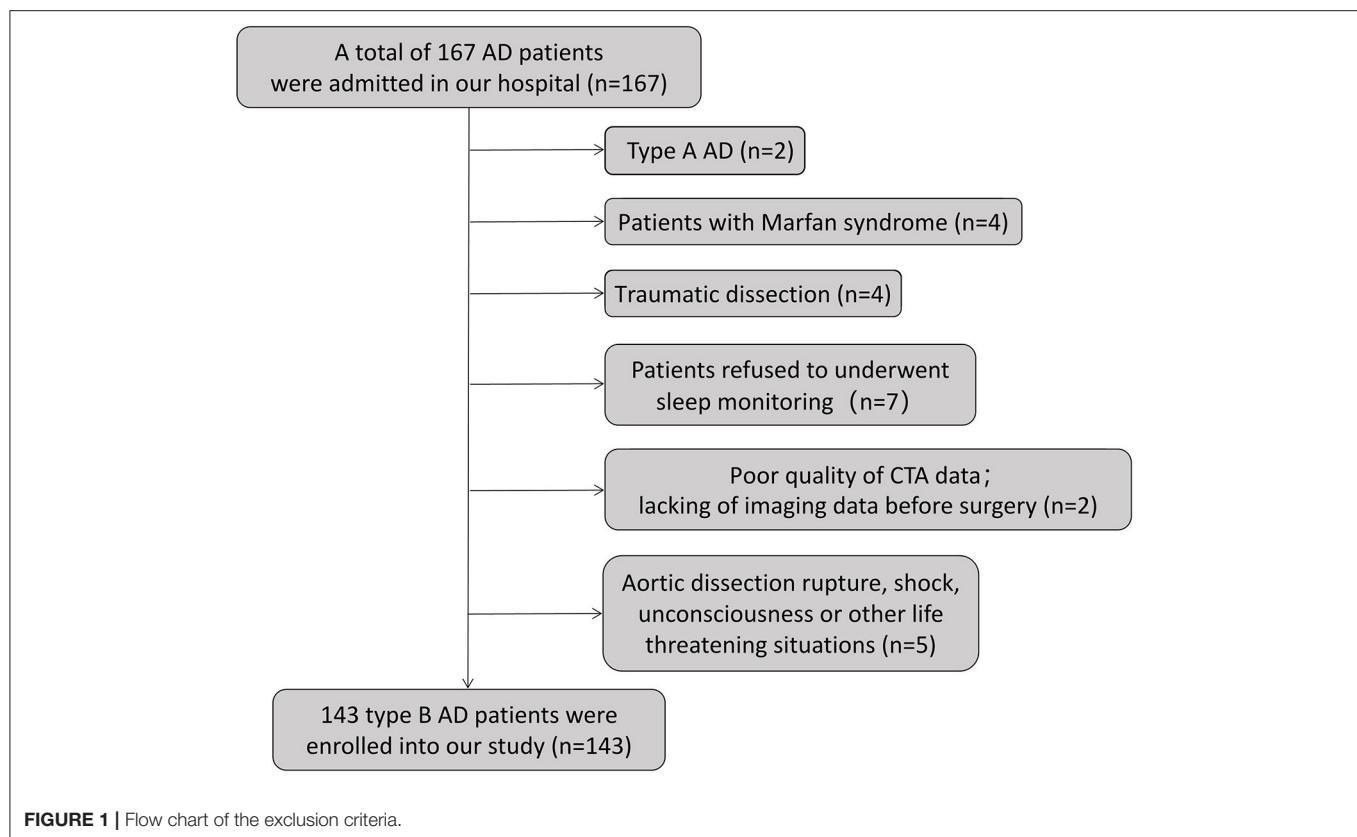 A total of 167 AD patients
were admitted in our hospital (n=167)
Type A AD (n=2)
Patients with Marfan syndrome (n=4)
Traumatic dissection (n=4)
Patients refused to underwent
sleep monitoring （n=7）
Poor quality of CTA data；
lacking of imaging data before surgery (n=2)
Aortic dissection rupture, shock,
unconsciousness or other life
threatening situations (n=5)
143 type B AD patients were
enrolled into our study (n=143)
FIGURE 1 | Flow chart of the exclusion criteria.